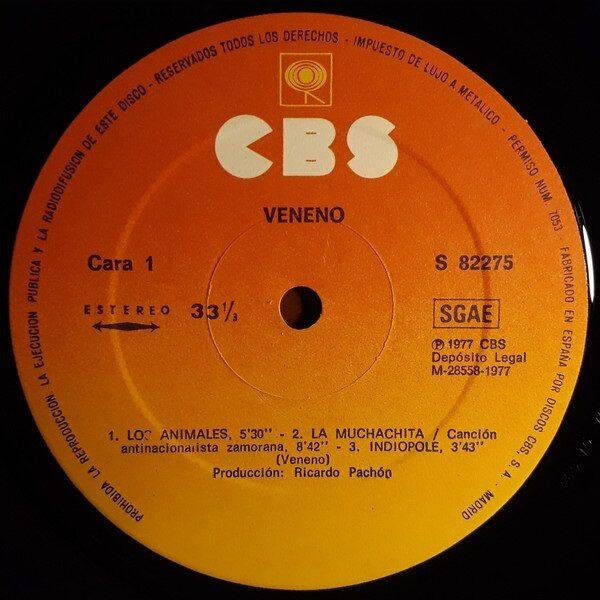 PROHIBIDA LA REPRODUCCION LA EJECUCION PUBLICA Y LA RADIODIFUSION DE ESTE DISCO - RESERVADOS TODOS LOS DERECHOS - IMPUESTO DE LUJO A METALICO - PERMISO NUM. 7053 FABRICADO EN ESPAÑA POR DISCOS CBS, S. A. - MADRID
CBS
VENENO
Cara 1
S 82275
ESTEREO 33 1/3
SGAE
℗ 1977 CBS
Depósito Legal
M-28558-1977
1. LOS ANIMALES, 5'30" - 2. LA MUCHACHITA / Canción
antinacionalista zamorana, 8'42" - 3. INDIOPOLE, 3'43"
(Veneno)
Producción: Ricardo Pachón